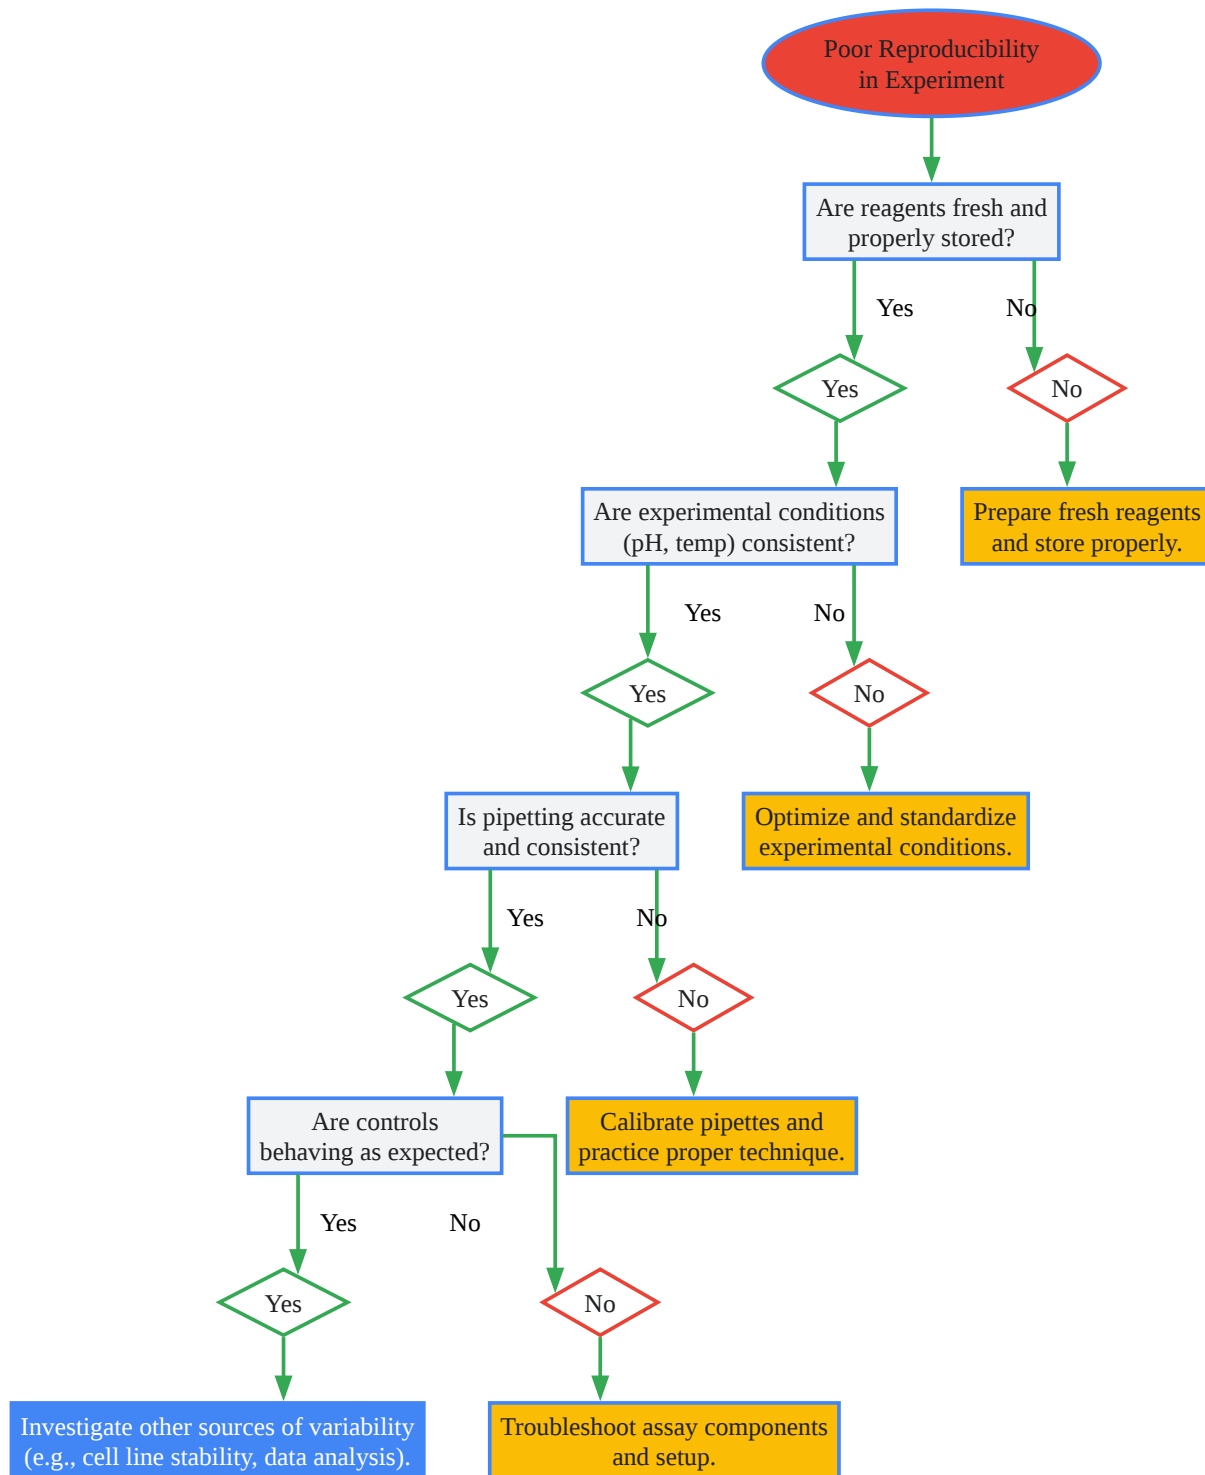 Poor Reproducibility
in Experiment
Are reagents fresh and
properly stored?
Yes
No
Yes
No
Are experimental conditions
(pH, temp) consistent?
Prepare fresh reagents
and store properly.
Yes
No
Yes
No
Is pipetting accurate
and consistent?
Optimize and standardize
experimental conditions.
Yes
No
Yes
No
Are controls
behaving as expected?
Calibrate pipettes and
practice proper technique.
Yes
No
Yes
No
Investigate other sources of variability
(e.g., cell line stability, data analysis).
Troubleshoot assay components
and setup.